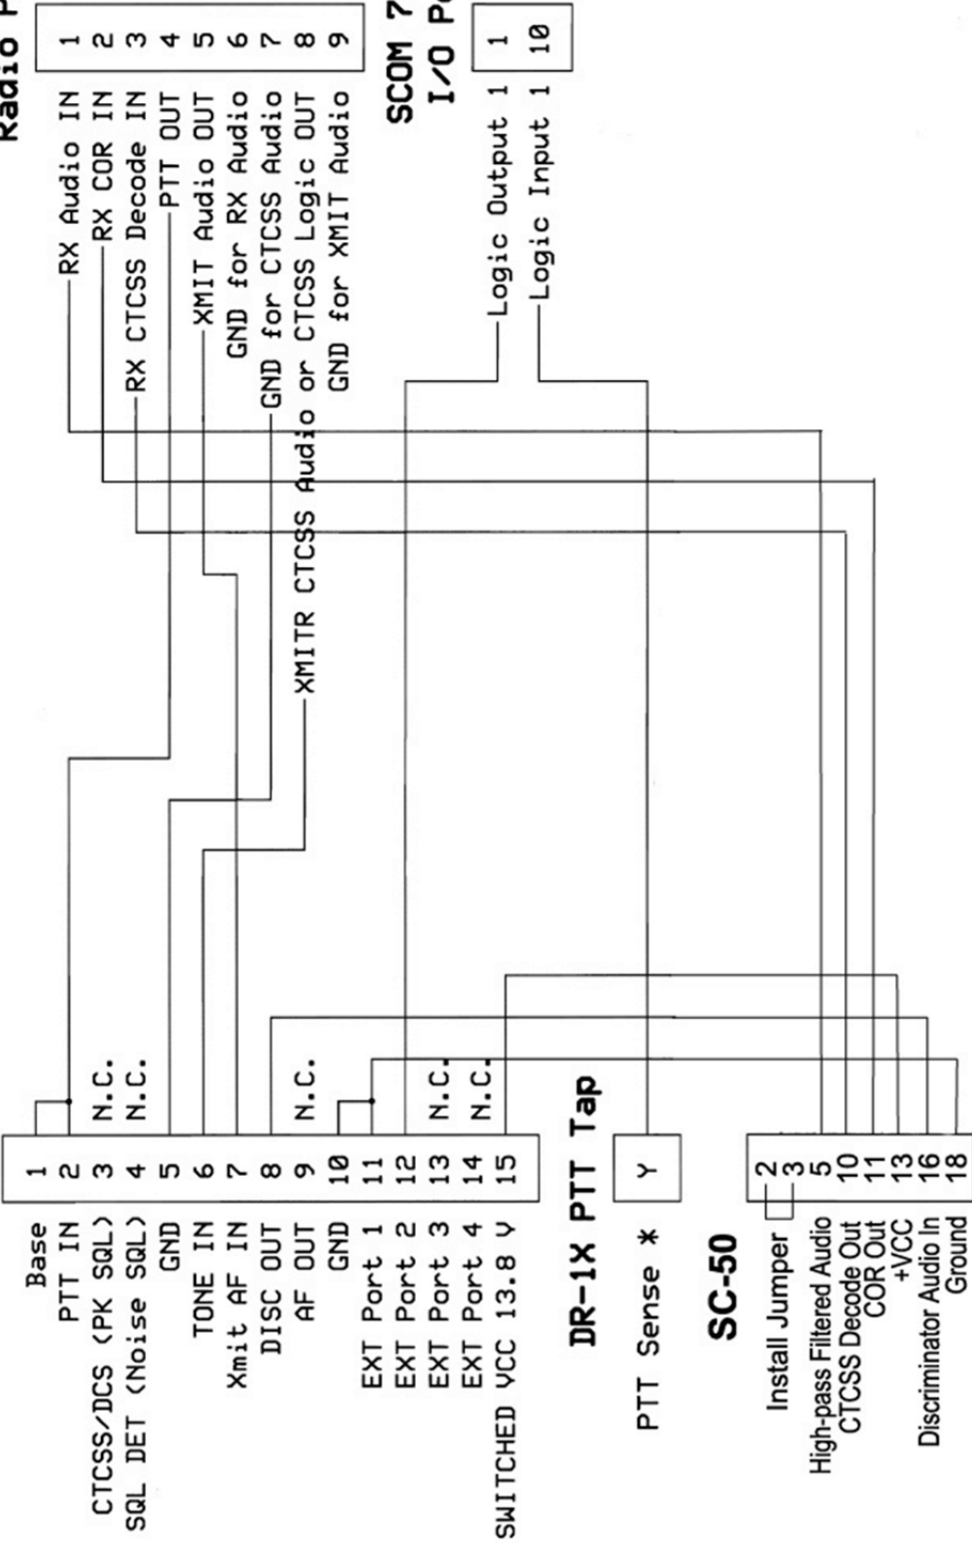 Base 1
PTT IN 2
CTCSS/DCS (PK SQL) 3 N.C.
SQL DET (Noise SQL) 4 N.C.
GND 5
TONE IN 6
Xmit AF IN 7
DISC OUT 8
AF OUT 9 N.C.
GND 10
EXT Port 1 11
EXT Port 2 12
EXT Port 3 13 N.C.
EXT Port 4 14 N.C.
SWITCHED VCC 13.8 V 15
DR-1X PTT Tap
PTT Sense * Y
SC-50
Install Jumper 2
3
High-pass Filtered Audio 5
CTCSS Decode Out 10
COR Out 11
+VCC 13
Discriminator Audio In 16
Ground 18
Radio P
RX Audio IN 1
RX COR IN 2
RX CTCSS Decode IN 3
PTT OUT 4
XMIT Audio OUT 5
GND for RX Audio 6
GND for CTCSS Audio 7
XMITR CTCSS Audio or CTCSS Logic OUT 8
GND for XMIT Audio 9
SCOM 7
I/O Po
Logic Output 1 1
Logic Input 1 10